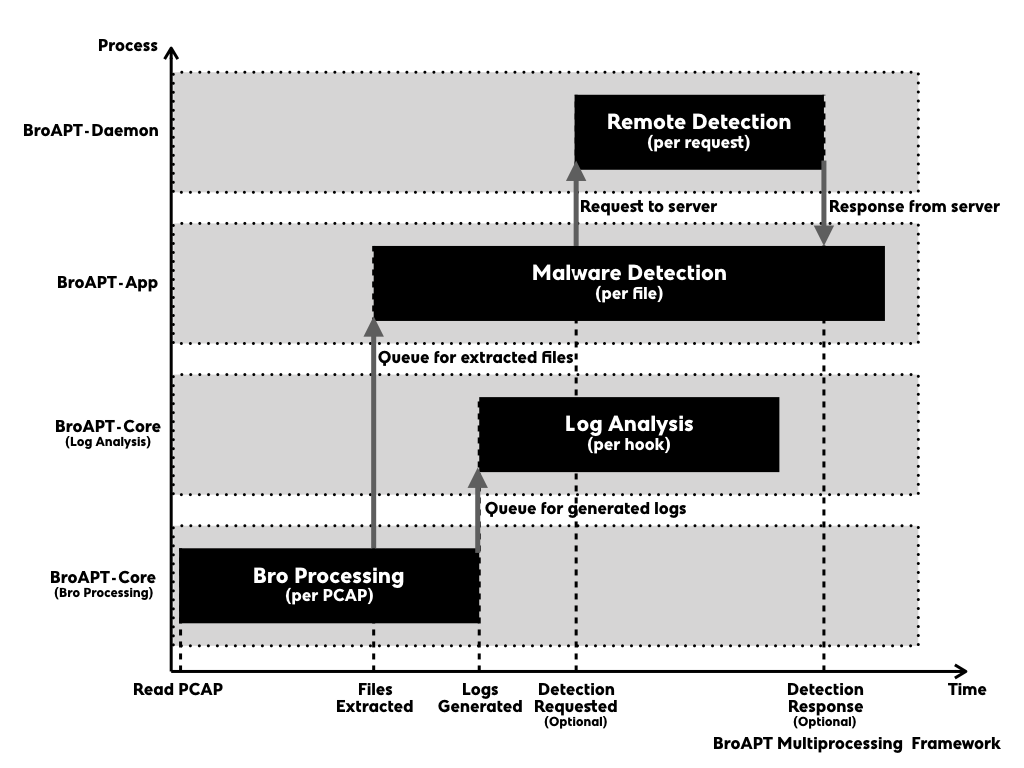 Process
BroAPT-Daemon
Remote Detection
(per request)
Request to server
Response from server
BroAPT-App
Malware Detection
(per file)
Queue for extracted files
BroAPT-Core
(Log Analysis)
Log Analysis
(per hook)
Queue for generated logs
BroAPT-Core
(Bro Processing)
Bro Processing
(per PCAP)
Read PCAP
Files
Extracted
Logs
Generated
Detection
Requested
(Optional)
Detection
Response
(Optional)
Time
BroAPT Multiprocessing Framework